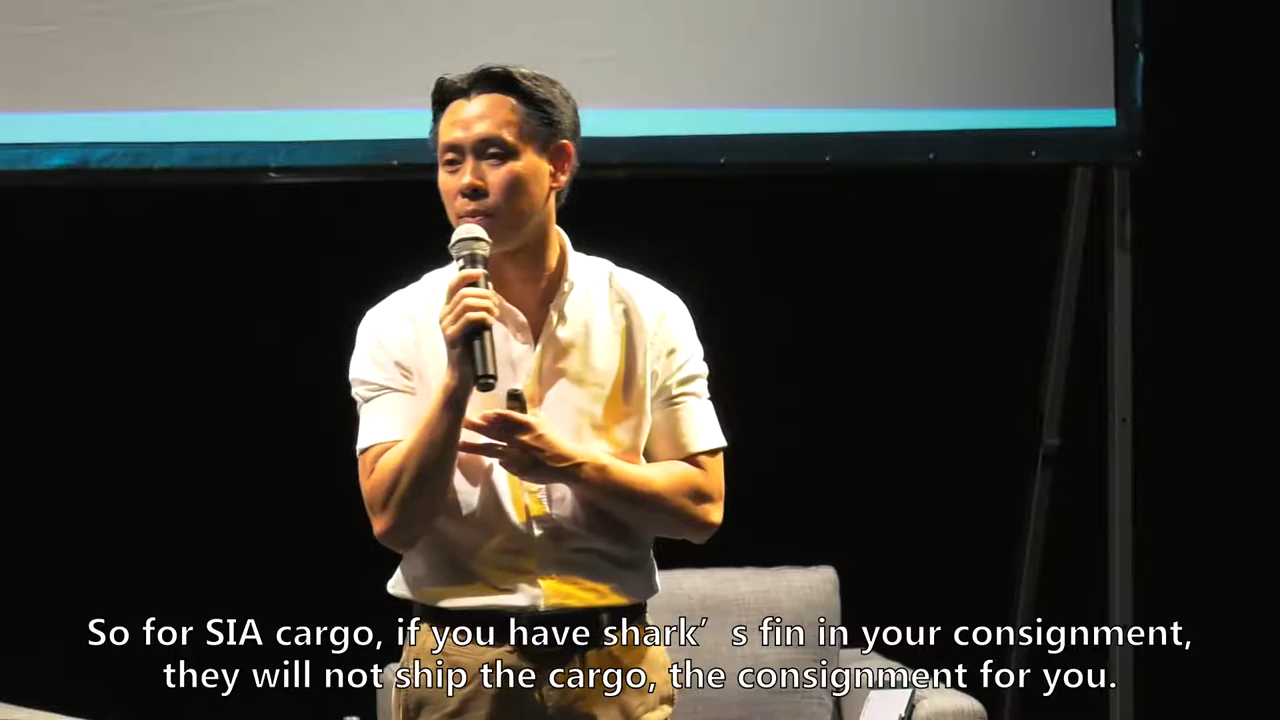 So for SIA cargo, if you have shark′s fin in your consignment,
they will not ship the cargo, the consignment for you.